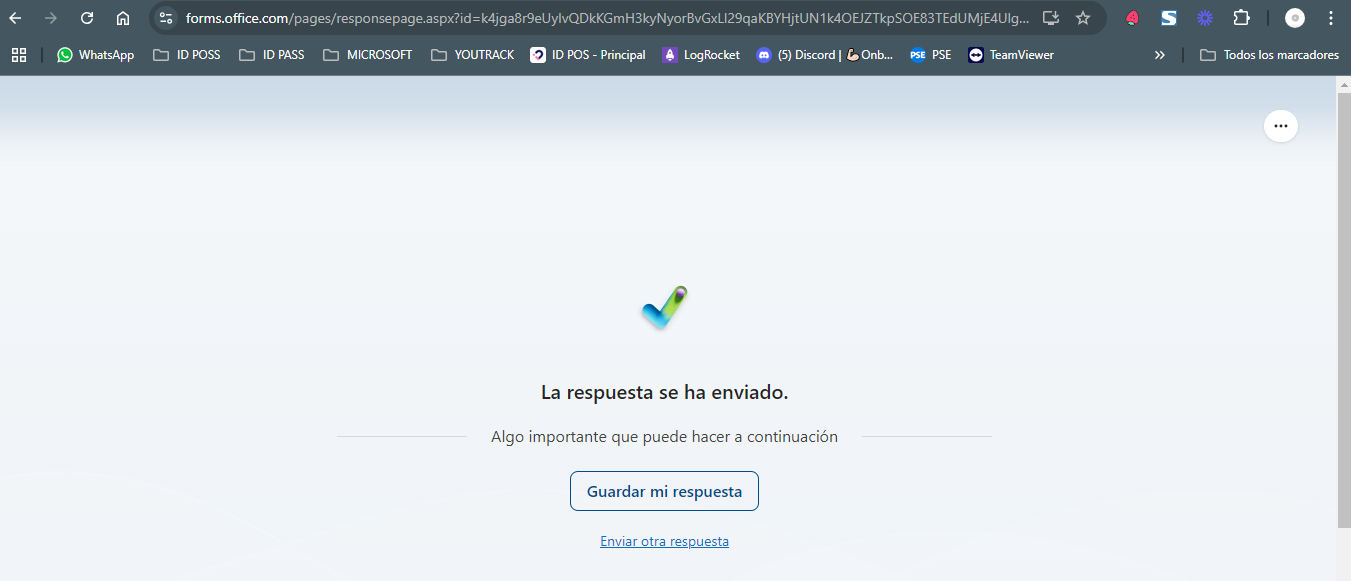 forms.office.com/pages/responsepage.aspx?id=k4jga8r9eUylvQDkKGmH3kyNyorBvGxLl29qaKBYHjtUN1k4OEJZTkpSOE83TEdUMjE4Ulg...
WhatsApp ID POSS ID PASS MICROSOFT YOUTRACK ID POS - Principal LogRocket (5) Discord | 💪Onb... PSE PSE TeamViewer » Todos los marcadores
La respuesta se ha enviado.
Algo importante que puede hacer a continuación
Guardar mi respuesta
Enviar otra respuesta